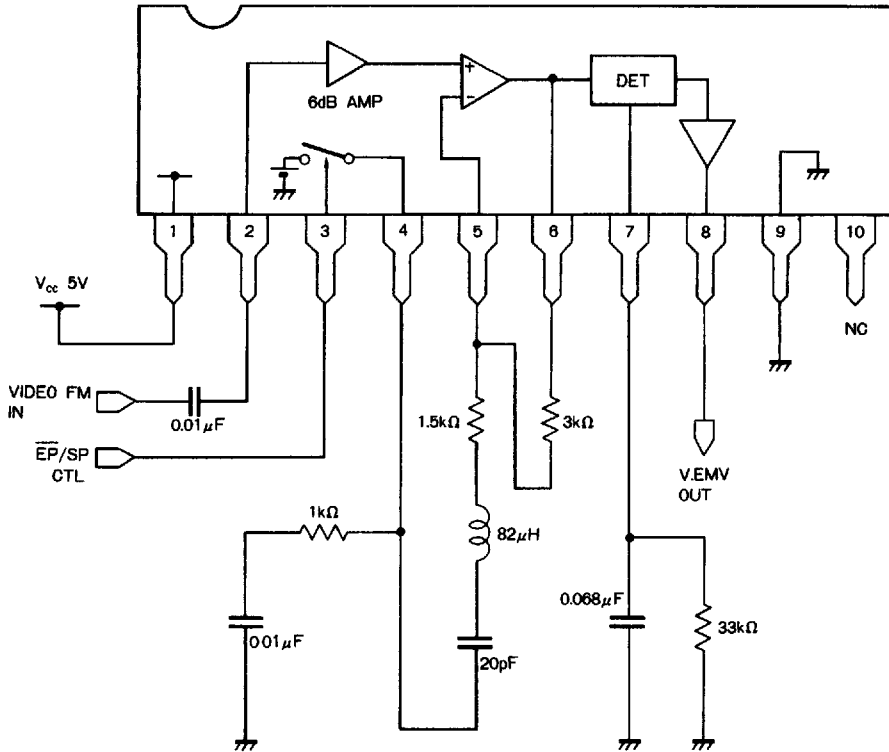 6dB AMP
+
−
DET
1
2
3
4
5
6
7
8
9
10
Vcc 5V
NC
VIDEO FM
IN
0.01μF
EP/SP
CTL
1.5kΩ
3kΩ
V.EMV
OUT
1kΩ
82μH
0.068μF
0.01μF
33kΩ
20pF